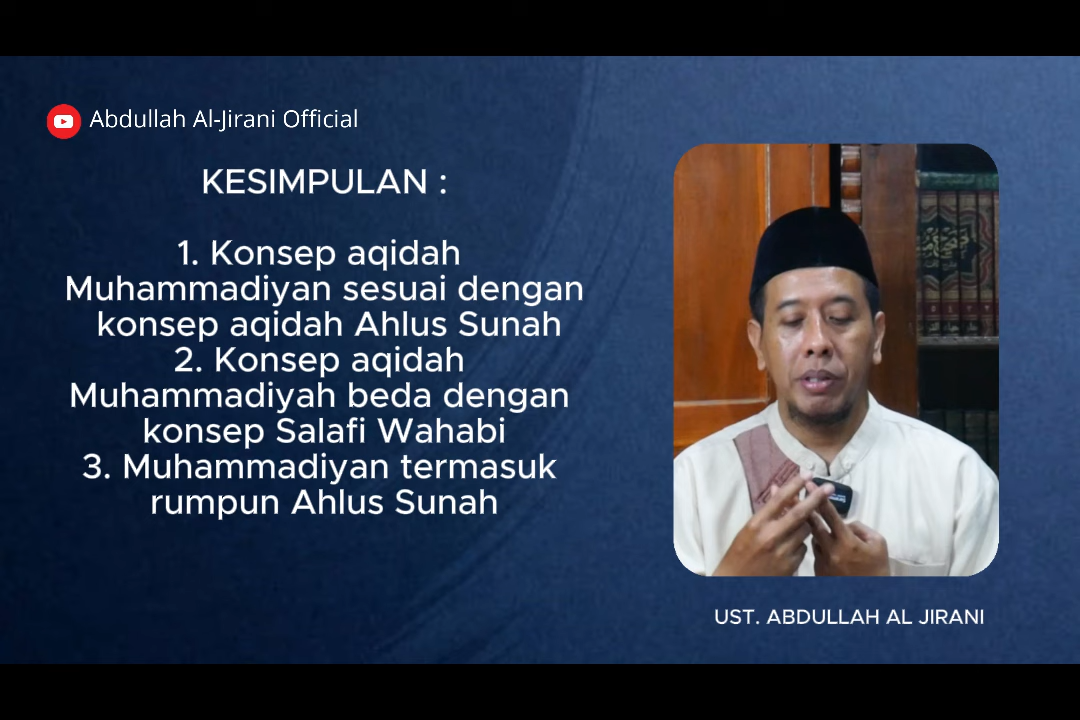 Abdullah Al-Jirani Official
KESIMPULAN :
1. Konsep aqidah
Muhammadiyan sesuai dengan
konsep aqidah Ahlus Sunah
2. Konsep aqidah
Muhammadiyah beda dengan
konsep Salafi Wahabi
3. Muhammadiyan termasuk
rumpun Ahlus Sunah
UST. ABDULLAH AL JIRANI